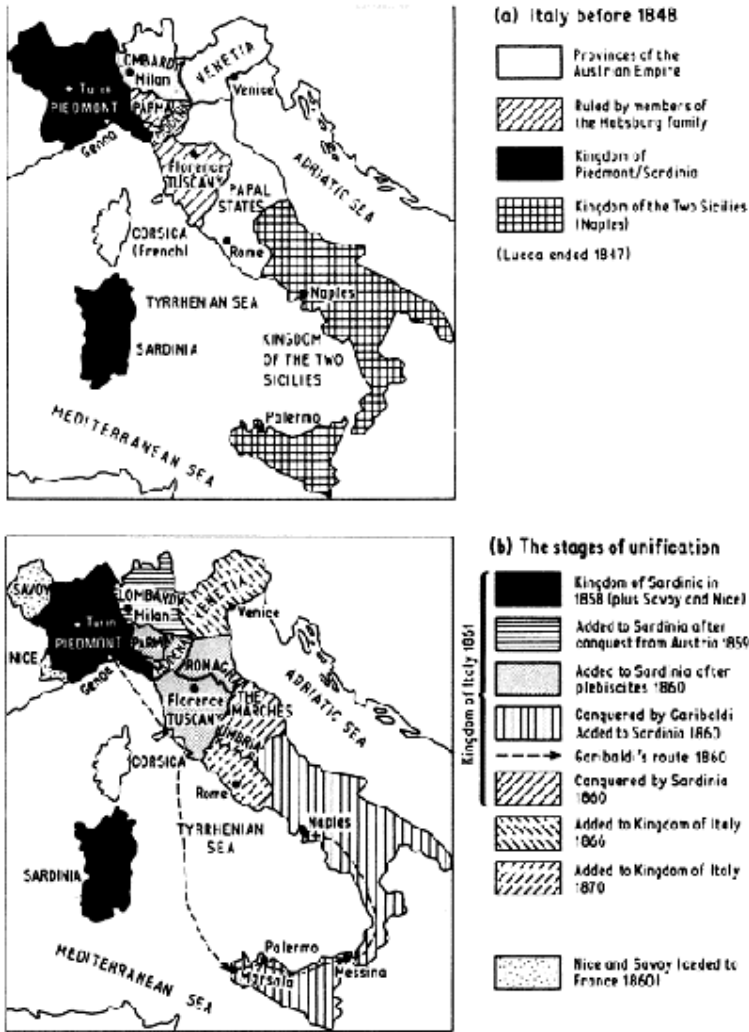 (a) Italy before 1848
Provinces of the
Austrian Empire
Ruled by members of
the Habsburg family
Kingdom of
Piedmont/Sardinia
Kingdom of the Two Sicilies
(Naples)
(Lucca ended 1847)
LOMBARDY
Milan
VENETIA
Venice
Turin
PIEDMONT
PARMA
Genoa
Florence
TUSCANY
PAPAL
STATES
ADRIATIC SEA
CORSICA
(French)
Rome
TYRRHENIAN SEA
SARDINIA
Naples
KINGDOM
OF THE TWO
SICILIES
Palermo
MEDITERRANEAN SEA
(b) The stages of unification
Kingdom of Italy 1861
Kingdom of Sardinia in
1858 (plus Savoy and Nice)
Added to Sardinia after
conquest from Austria 1859
Added to Sardinia after
plebiscites 1860
Conquered by Garibaldi
Added to Sardinia 1860
Garibaldi's route 1860
Conquered by Sardinia
1860
Added to Kingdom of Italy
1866
Added to Kingdom of Italy
1870
Nice and Savoy
France 1860
SAVOY
LOMBARDY
Milan
VENETIA
Venice
Turin
PIEDMONT
PARMA
NICE
Genoa
ROMAGNA
Florence
TUSCANY
THE
MARCHES
UMBRIA
ADRIATIC SEA
CORSICA
Rome
TYRRHENIAN
SEA
Naples
SARDINIA
Palermo
Marsala
Messina
MEDITERRANEAN SEA